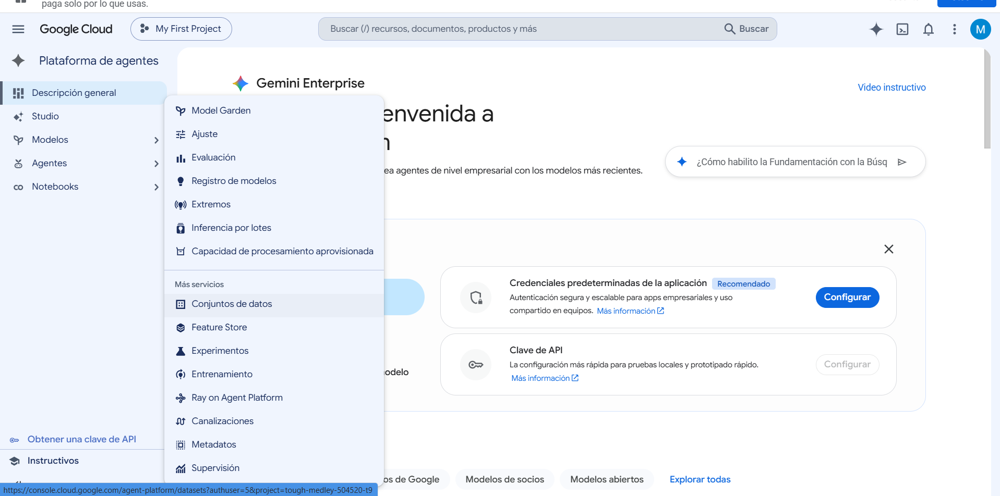 paga solo por lo que usas.
Google Cloud
My First Project
Buscar (/) recursos, documentos, productos y más
Buscar
M
Plataforma de agentes
Descripción general
Studio
Modelos
Agentes
Notebooks
Obtener una clave de API
Instructivos
Model Garden
Ajuste
Evaluación
Registro de modelos
Extremos
Inferencia por lotes
Capacidad de procesamiento aprovisionada
Más servicios
Conjuntos de datos
Feature Store
Experimentos
Entrenamiento
Ray on Agent Platform
Canalizaciones
Metadatos
Supervisión
Gemini Enterprise
Video instructivo
envenida a
n
ea agentes de nivel empresarial con los modelos más recientes.
¿Cómo habilito la Fundamentación con la Búsq
Credenciales predeterminadas de la aplicación
Recomendado
Autenticación segura y escalable para apps empresariales y uso
compartido en equipos. Más información
Configurar
Clave de API
La configuración más rápida para pruebas locales y prototipado rápido.
Más información
Configurar
odelo
os de Google
Modelos de socios
Modelos abiertos
Explorar todas
https://console.cloud.google.com/agent-platform/datasets?authuser=5&project=tough-medley-504520-t9